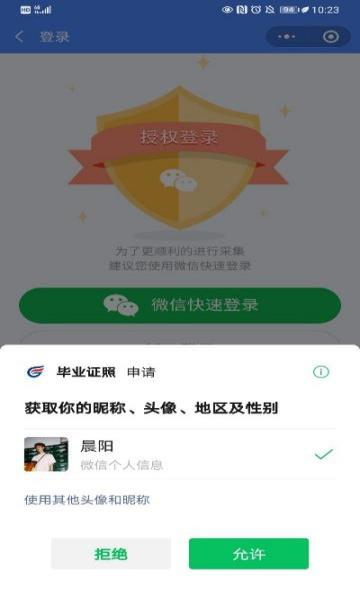 HD 4G 94 10:23
登录
授权登录
为了更顺利的进行采集
建议您使用微信快速登录
微信快速登录
毕业证照 申请
获取你的昵称、头像、地区及性别
晨阳
微信个人信息
使用其他头像和昵称
拒绝 允许